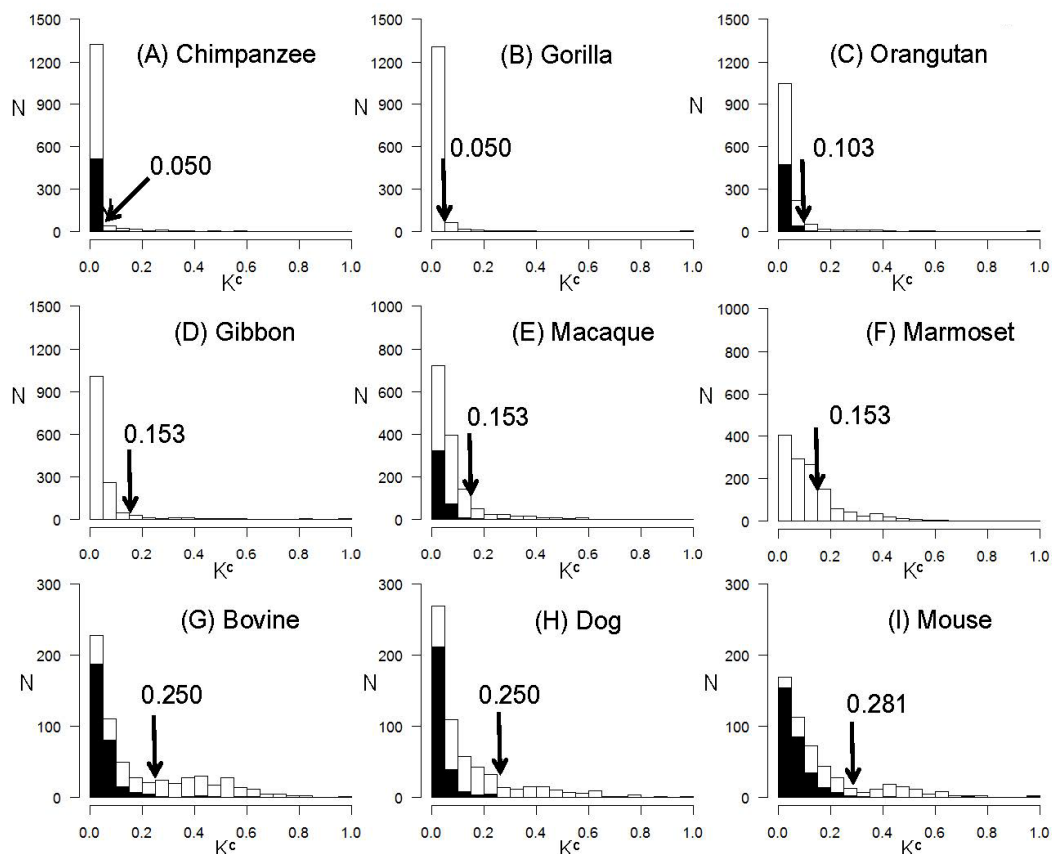 1500
1200
(A) Chimpanzee
N
900
600
0.050
300
0
0.0 0.2 0.4 0.6 0.8 1.0
Kᶜ
1500
1200
(B) Gorilla
N
900
600
0.050
300
0
0.0 0.2 0.4 0.6 0.8 1.0
Kᶜ
1500
1200
(C) Orangutan
N
900
600
0.103
300
0
0.0 0.2 0.4 0.6 0.8 1.0
Kᶜ
1500
(D) Gibbon
1200
N
900
600
0.153
300
0
0.0 0.2 0.4 0.6 0.8 1.0
Kᶜ
1000
(E) Macaque
800
N
600
0.153
400
200
0
0.0 0.2 0.4 0.6 0.8 1.0
Kᶜ
1000
(F) Marmoset
800
N
600
0.153
400
200
0
0.0 0.2 0.4 0.6 0.8 1.0
Kᶜ
300
(G) Bovine
200
N
0.250
100
0
0.0 0.2 0.4 0.6 0.8 1.0
Kᶜ
300
(H) Dog
200
N
0.250
100
0
0.0 0.2 0.4 0.6 0.8 1.0
Kᶜ
300
(I) Mouse
200
N
0.281
100
0
0.0 0.2 0.4 0.6 0.8 1.0
Kᶜ